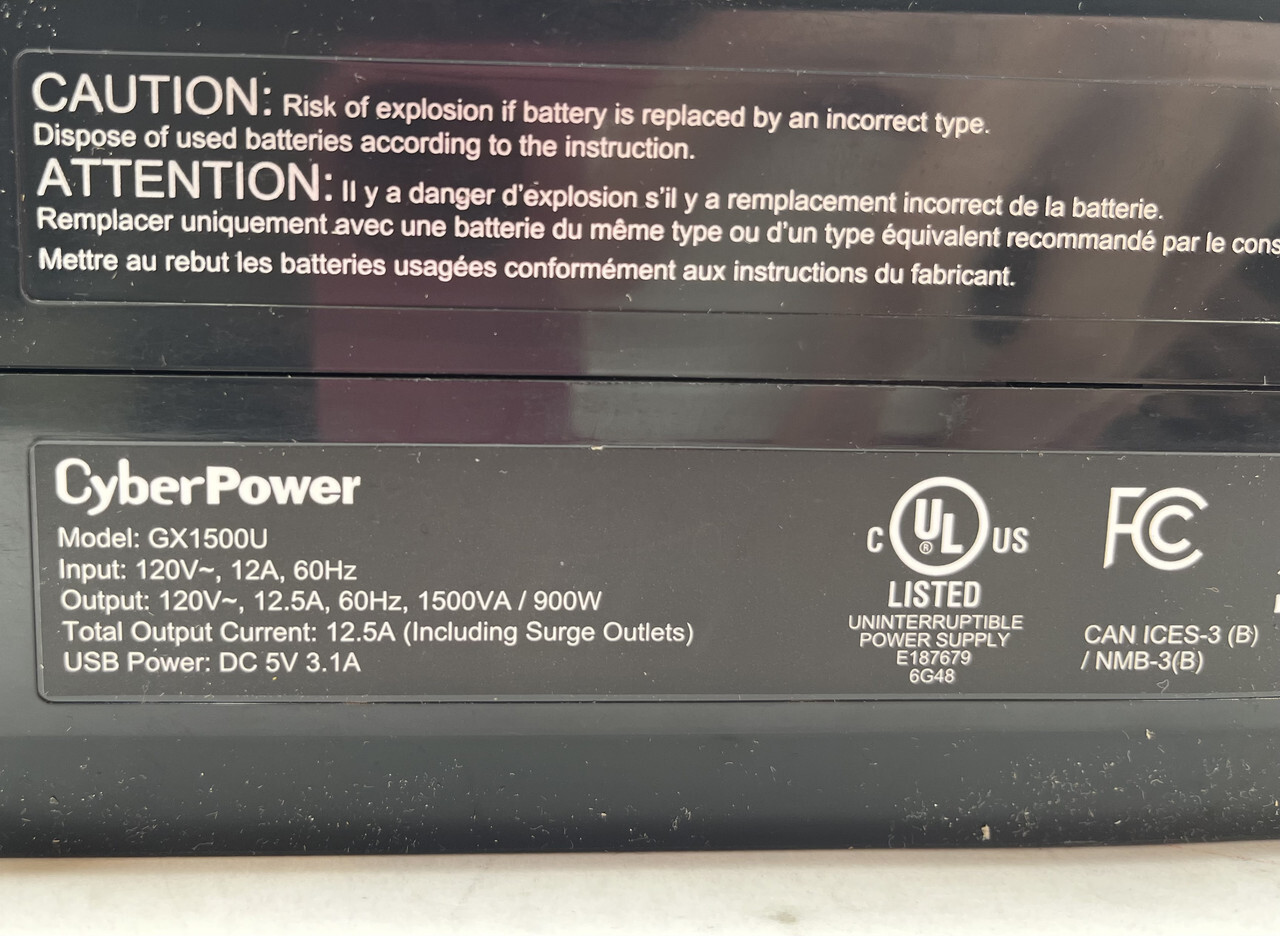 CAUTION: Risk of explosion if battery is replaced by an incorrect type.
Dispose of used batteries according to the instruction.
ATTENTION: Il y a danger d'explosion s'il y a remplacement incorrect de la batterie.
Remplacer uniquement avec une batterie du même type ou d'un type équivalent recommandé par le cons
Mettre au rebut les batteries usagées conformément aux instructions du fabricant.
CyberPower
Model: GX1500U
Input: 120V~, 12A, 60Hz
Output: 120V~, 12.5A, 60Hz, 1500VA / 900W
Total Output Current: 12.5A (Including Surge Outlets)
USB Power: DC 5V 3.1A
C UL ® US
LISTED
UNINTERRUPTIBLE
POWER SUPPLY
E187679
6G48
FC
CAN ICES-3 (B)
/ NMB-3(B)